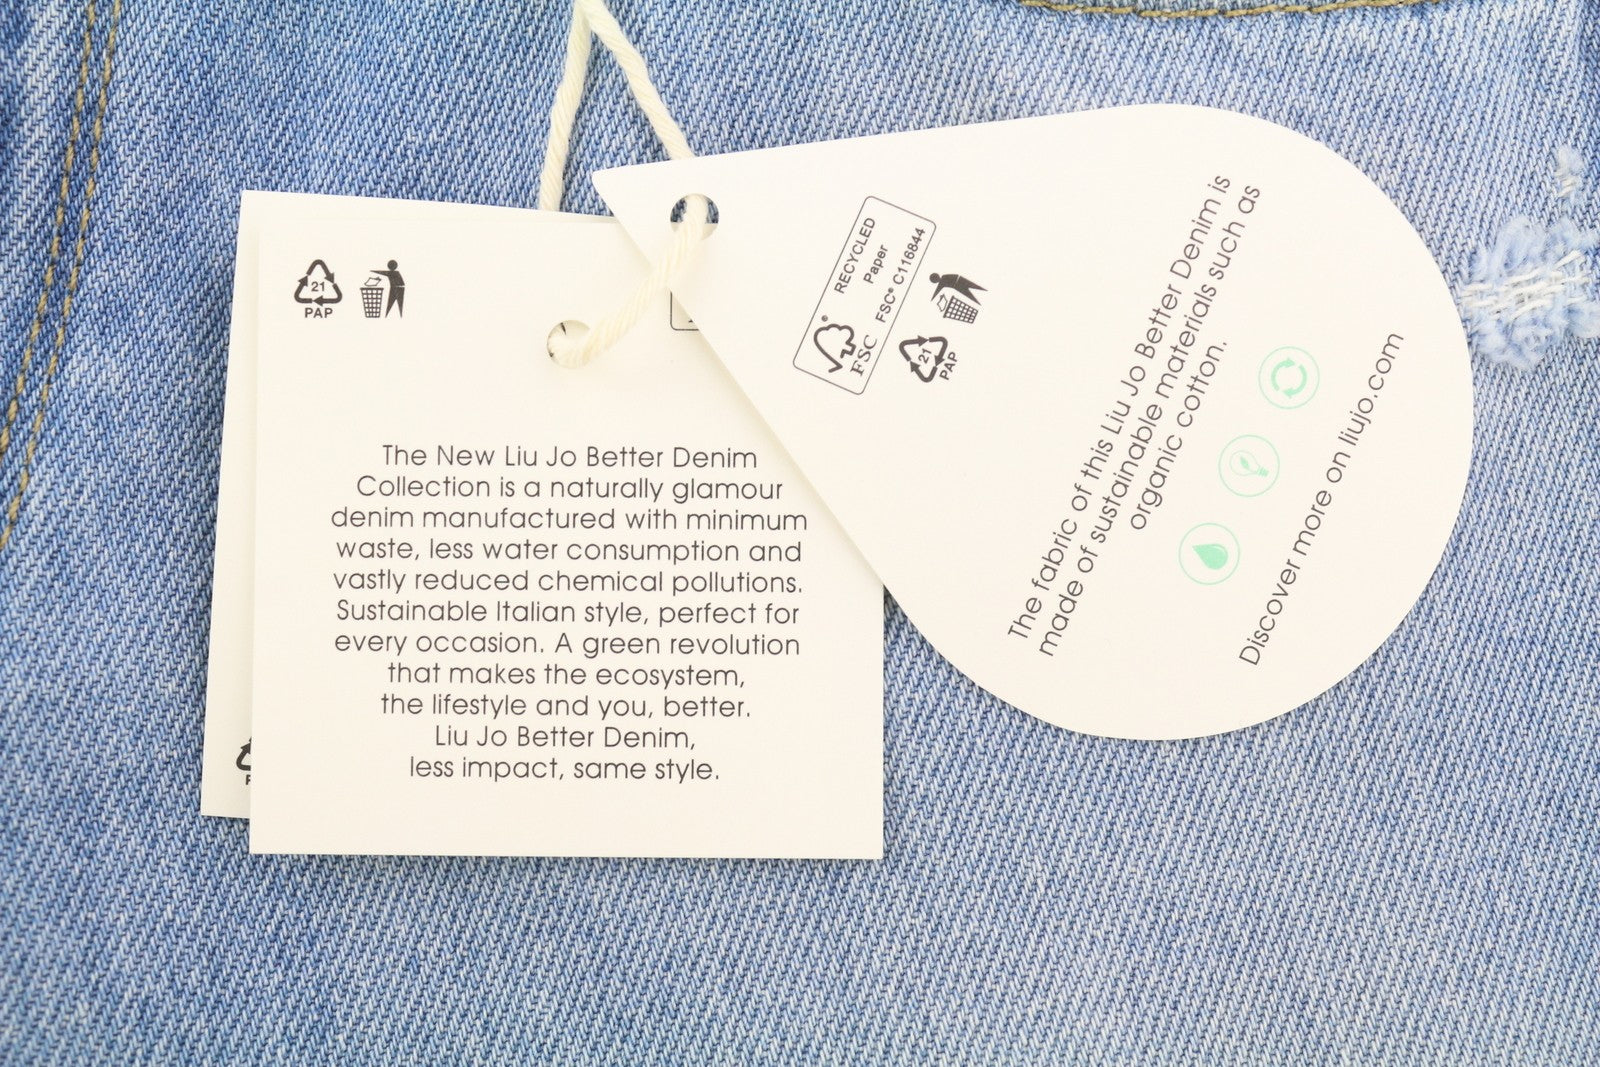 21
PAP
The New Liu Jo Better Denim
Collection is a naturally glamour
denim manufactured with minimum
waste, less water consumption and
vastly reduced chemical pollutions.
Sustainable Italian style, perfect for
every occasion. A green revolution
that makes the ecosystem,
the lifestyle and you, better.
Liu Jo Better Denim,
less impact, same style.
RECYCLED
Paper
FSC® C116844
FSC
®
21
PAP
The fabric of this Liu Jo Better Denim is
made of sustainable materials such as
organic cotton.
Discover more on liujo.com